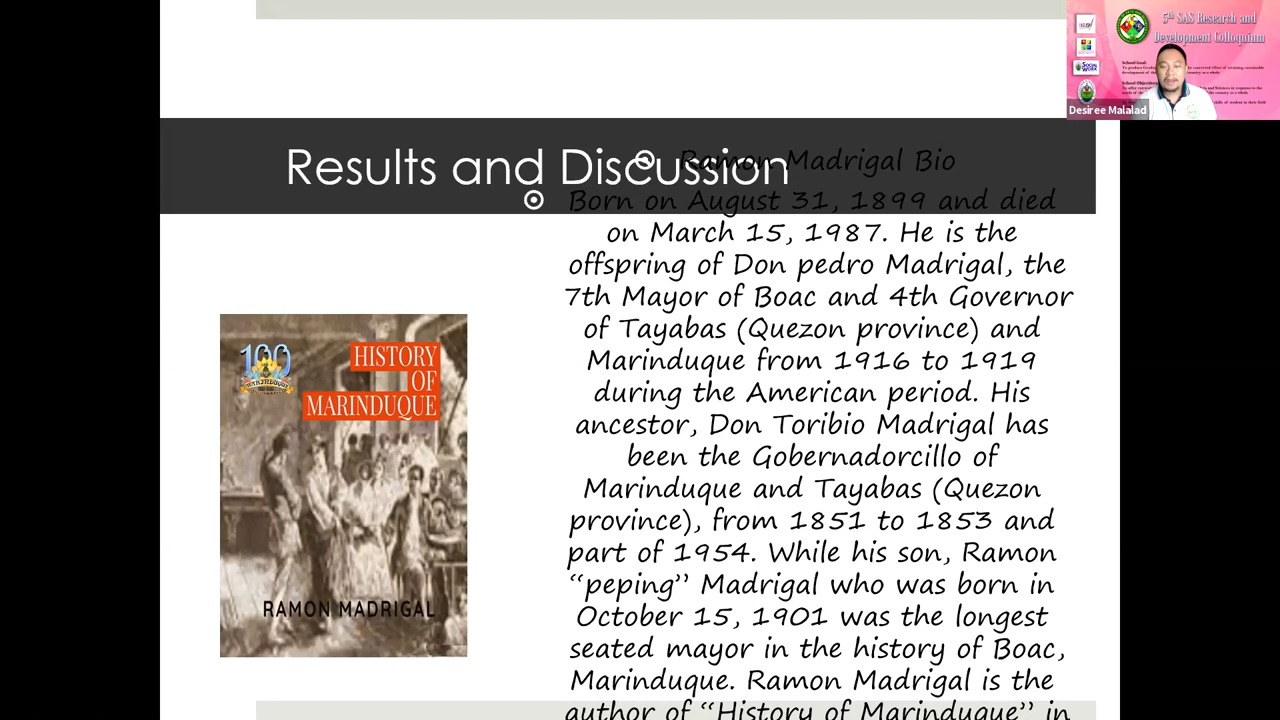 Results and Discussion
Ramon Madrigal Bio
Born on August 31, 1899 and died
on March 15, 1987. He is the
offspring of Don pedro Madrigal, the
7th Mayor of Boac and 4th Governor
of Tayabas (Quezon province) and
Marinduque from 1916 to 1919
during the American period. His
ancestor, Don Toribio Madrigal has
been the Gobernadorcillo of
Marinduque and Tayabas (Quezon
province), from 1851 to 1853 and
part of 1954. While his son, Ramon
“peping” Madrigal who was born in
October 15, 1901 was the longest
seated mayor in the history of Boac,
Marinduque. Ramon Madrigal is the
author of “History of Marinduque” in
100
HISTORY
OF
MARINDUQUE
RAMON MADRIGAL
5th SAS Research and
Development Colloquium
School Goal:
Desiree Malalad